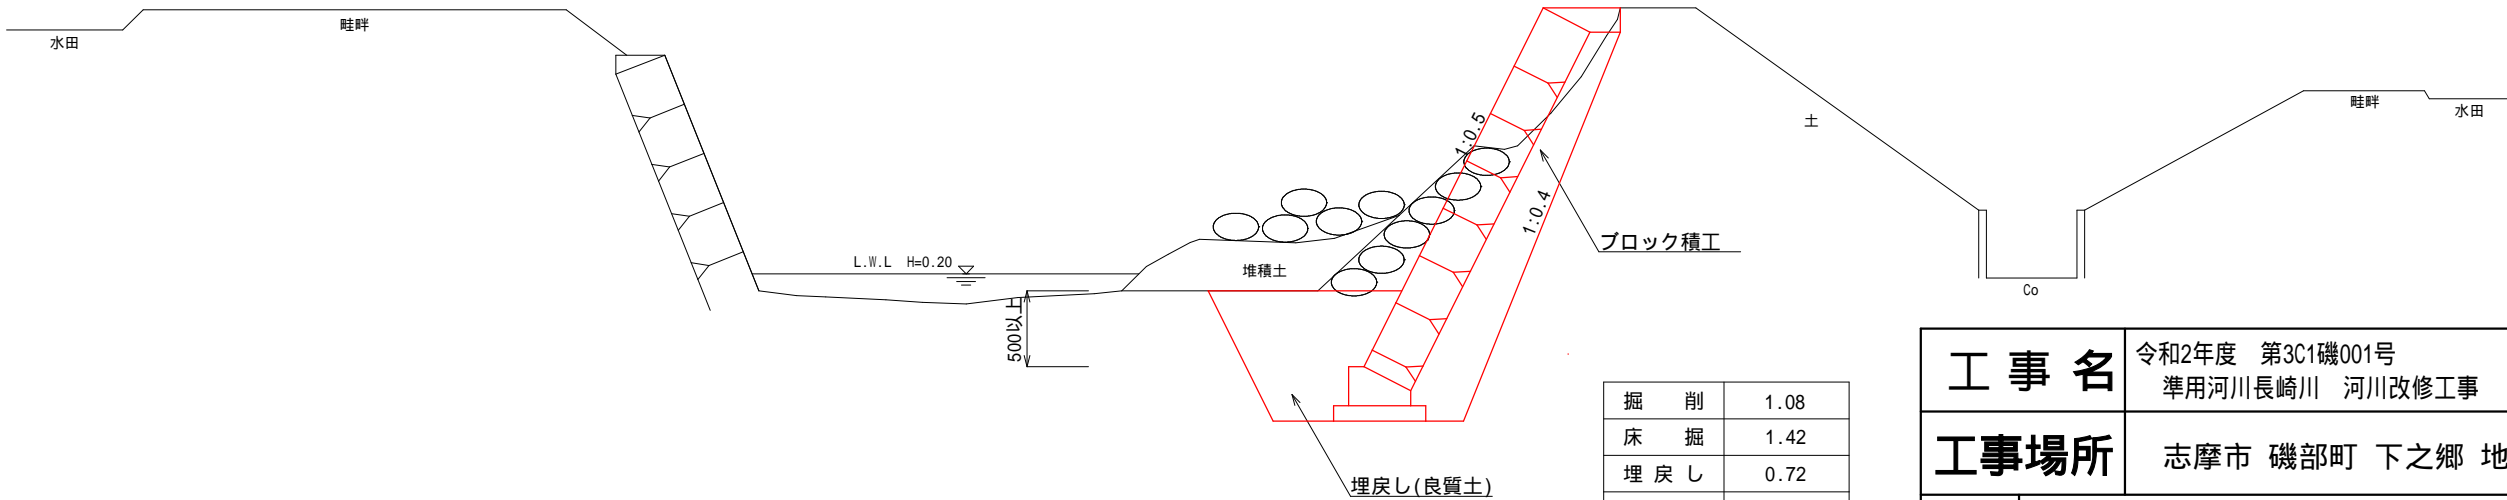 水田
畦畔
1:0.5
1:0.4
土
畦畔
水田
L.W.L H=0.20
堆積土
ブロック積工
Co
500以上
埋戻し(良質土)
掘 削 1.08
床 掘 1.42
埋 戻 し 0.72
工 事 名 令和2年度 第3C1磯001号
準用河川長崎川 河川改修工事
工事場所 志摩市 磯部町 下之郷 地